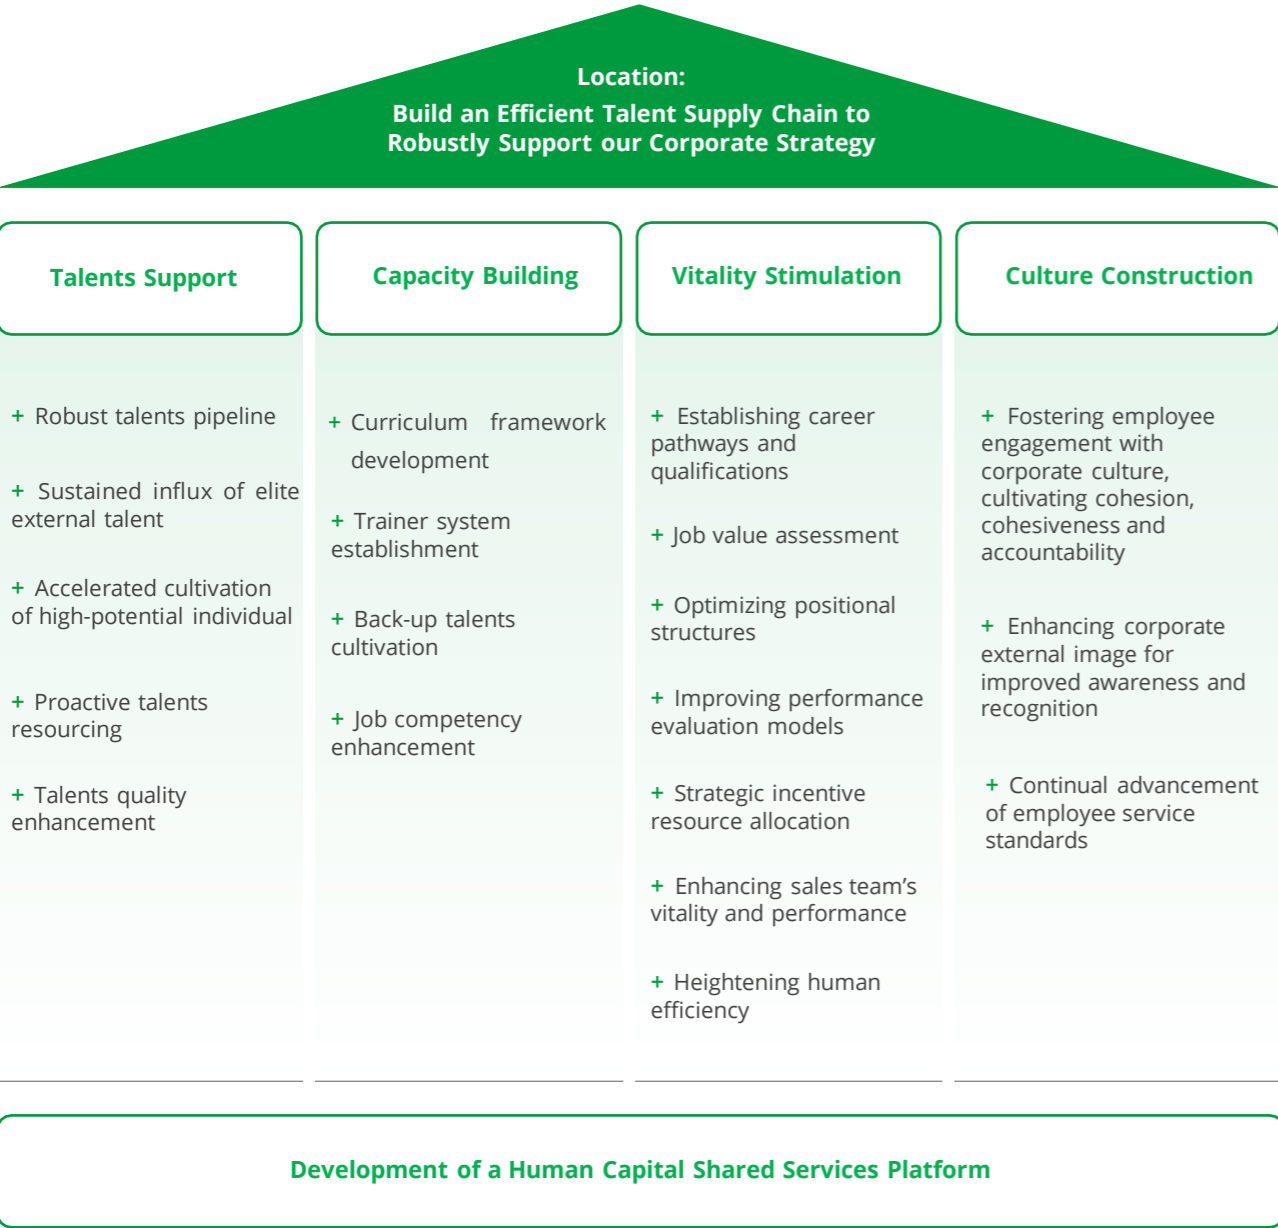 Location:
Build an Efficient Talent Supply Chain to
Robustly Support our Corporate Strategy
Talents Support
+ Robust talents pipeline
+ Sustained influx of elite
external talent
+ Accelerated cultivation
of high-potential individual
+ Proactive talents
resourcing
+ Talents quality
enhancement
Capacity Building
+ Curriculum framework
development
+ Trainer system
establishment
+ Back-up talents
cultivation
+ Job competency
enhancement
Vitality Stimulation
+ Establishing career
pathways and
qualifications
+ Job value assessment
+ Optimizing positional
structures
+ Improving performance
evaluation models
+ Strategic incentive
resource allocation
+ Enhancing sales team’s
vitality and performance
+ Heightening human
efficiency
Culture Construction
+ Fostering employee
engagement with
corporate culture,
cultivating cohesion,
cohesiveness and
accountability
+ Enhancing corporate
external image for
improved awareness and
recognition
+ Continual advancement
of employee service
standards
Development of a Human Capital Shared Services Platform